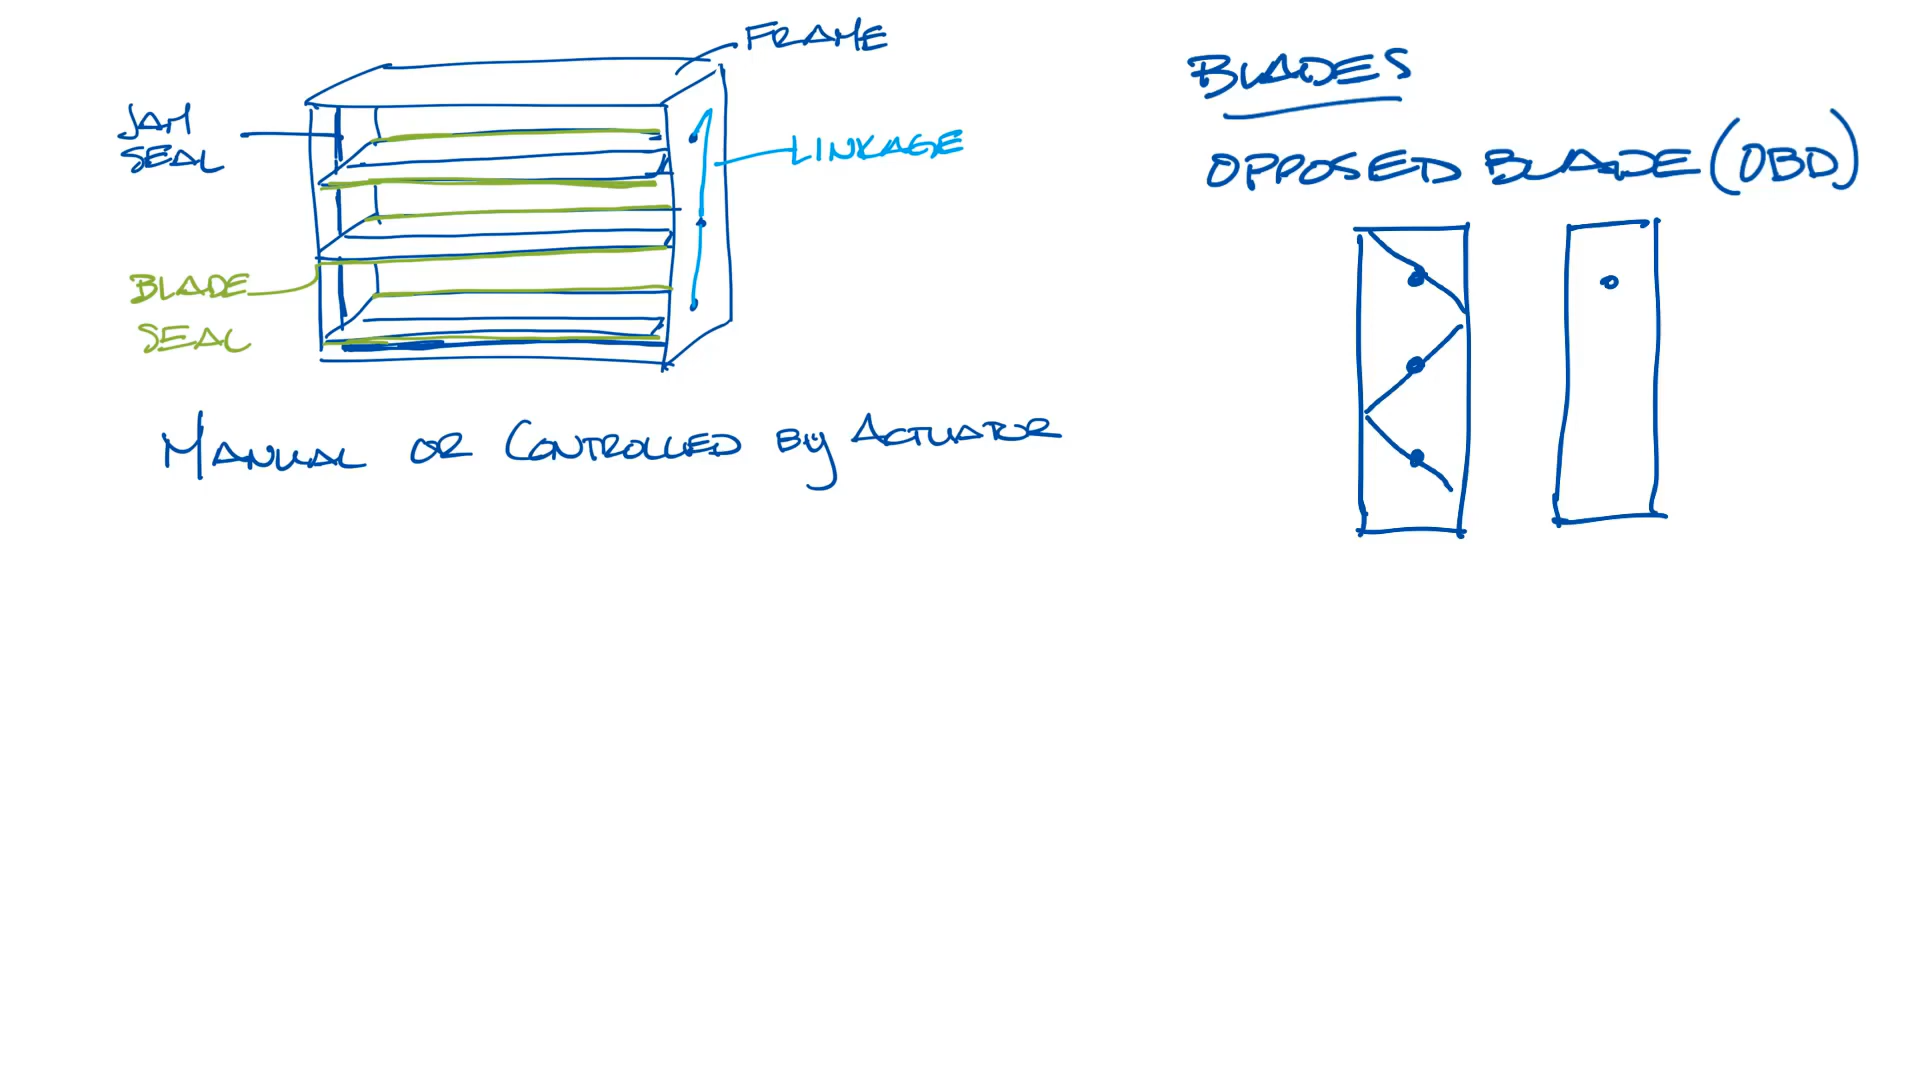 FRAME
JAM
SEAL
LINKAGE
BLADE
SEAL
MANUAL OR CONTROLLED By ACTUATOR
BLADES
OPPOSED BLADE (OBD)